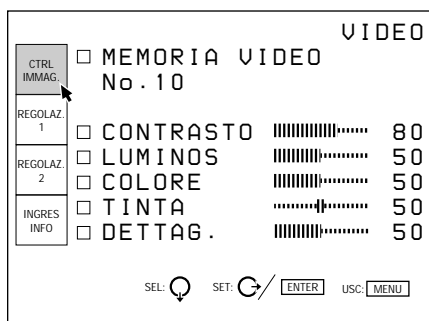 VIDEO
CTRL
IMMAG.
REGOLAZ.
1
REGOLAZ.
2
INGRES
INFO
MEMORIA VIDEO
No.10
CONTRASTO 80
LUMINOS 50
COLORE 50
TINTA 50
DETTAG. 50
SEL: SET: / ENTER USC: MENU